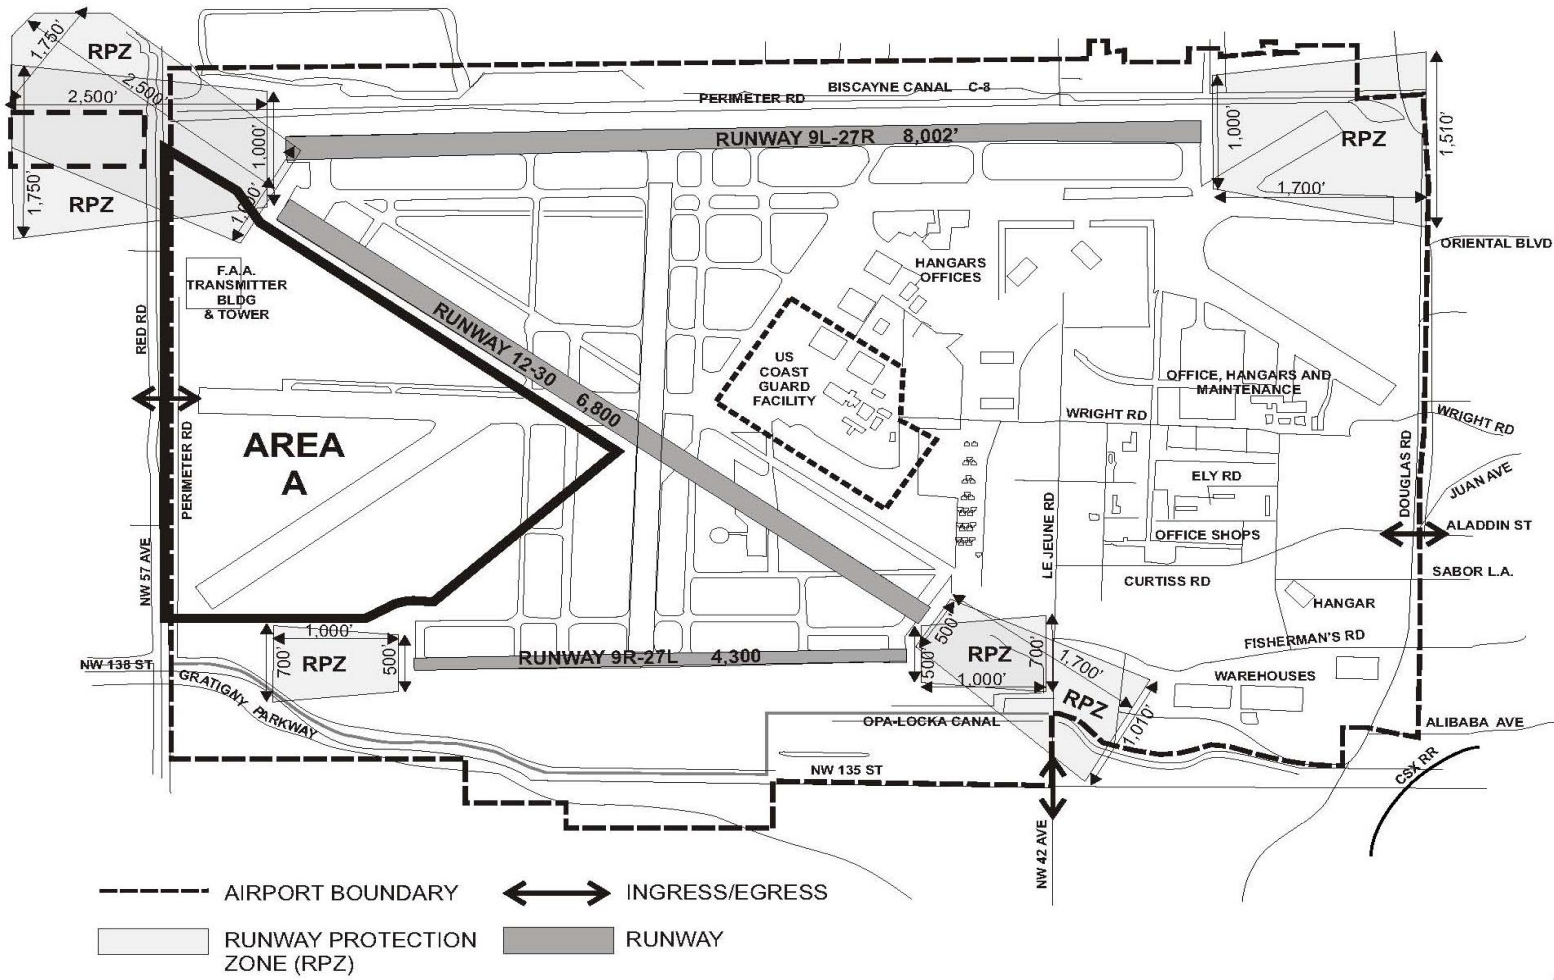 1,750'
RPZ
2,500'
2,500'
1,000'
1,000'
1,750'
RPZ
BISCAYNE CANAL C-8
PERIMETER RD
RUNWAY 9L-27R 8,002'
1,000'
RPZ
1,510'
1,700'
ORIENTAL BLVD
F.A.A.
TRANSMITTER
BLDG
& TOWER
HANGARS
OFFICES
RED RD
RUNWAY 12-30
6,800
US
COAST
GUARD
FACILITY
OFFICE, HANGARS AND
MAINTENANCE
WRIGHT RD
WRIGHT RD
AREA
A
PERIMETER RD
DOUGLAS RD
ELY RD
JUAN AVE
LE JEUNE RD
OFFICE SHOPS
ALADDIN ST
NW 57 AVE
CURTISS RD
SABOR L.A.
HANGAR
1,000'
700'
RPZ
500'
RUNWAY 9R-27L 4,300
500'
500'
RPZ
700'
1,000'
1,700'
RPZ
1,010'
FISHERMAN'S RD
WAREHOUSES
NW 138 ST
GRATIGNY PARKWAY
OPA-LOCKA CANAL
ALIBABA AVE
NW 135 ST
CSX RR
NW 42 AVE
AIRPORT BOUNDARY
INGRESS/EGRESS
RUNWAY PROTECTION
ZONE (RPZ)
RUNWAY